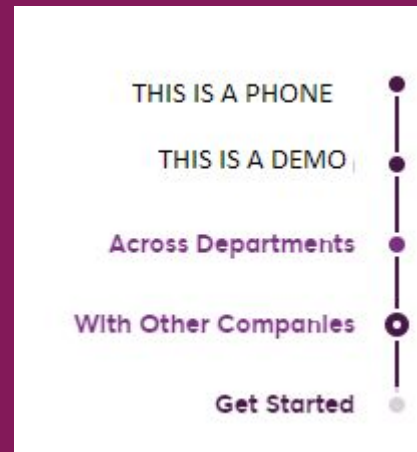 THIS IS A PHONE
THIS IS A DEMO
Across Departments
With Other Companies
Get Started